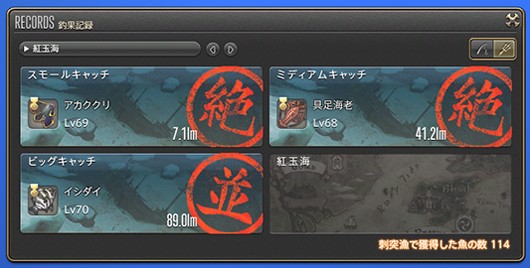 RECORDS 釣果記録
紅玉海
スモールキャッチ
アカククリ
Lv69
7.1lm
絶
ミディアムキャッチ
具足海老
Lv68
41.2lm
絶
ビッグキャッチ
イシダイ
Lv70
89.0lm
並
紅玉海
刺突漁で獲得した魚の数 114